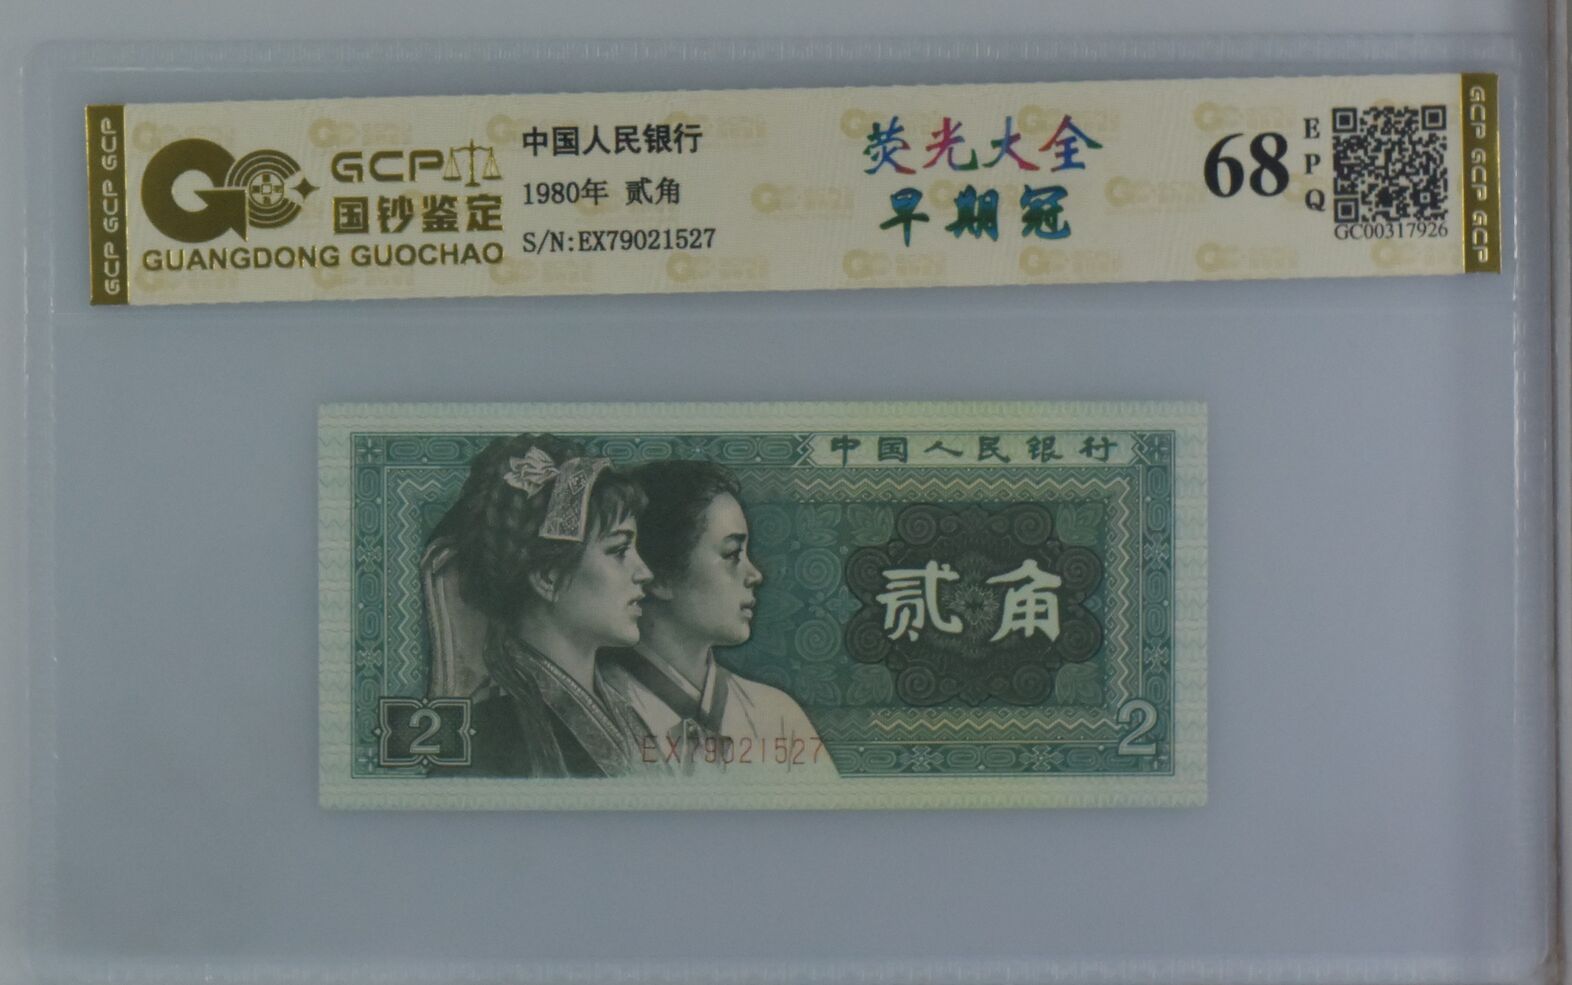 GCP GCP GCP
GCP
国钞鉴定
GUANGDONG GUOCHAO
中国人民银行
1980年 贰角
S/N:EX79021527
荧光大全
早期冠
68
EPQ
GC00317926
GCP GCP GCP
中国人民银行
贰角
2
EX79021527
2